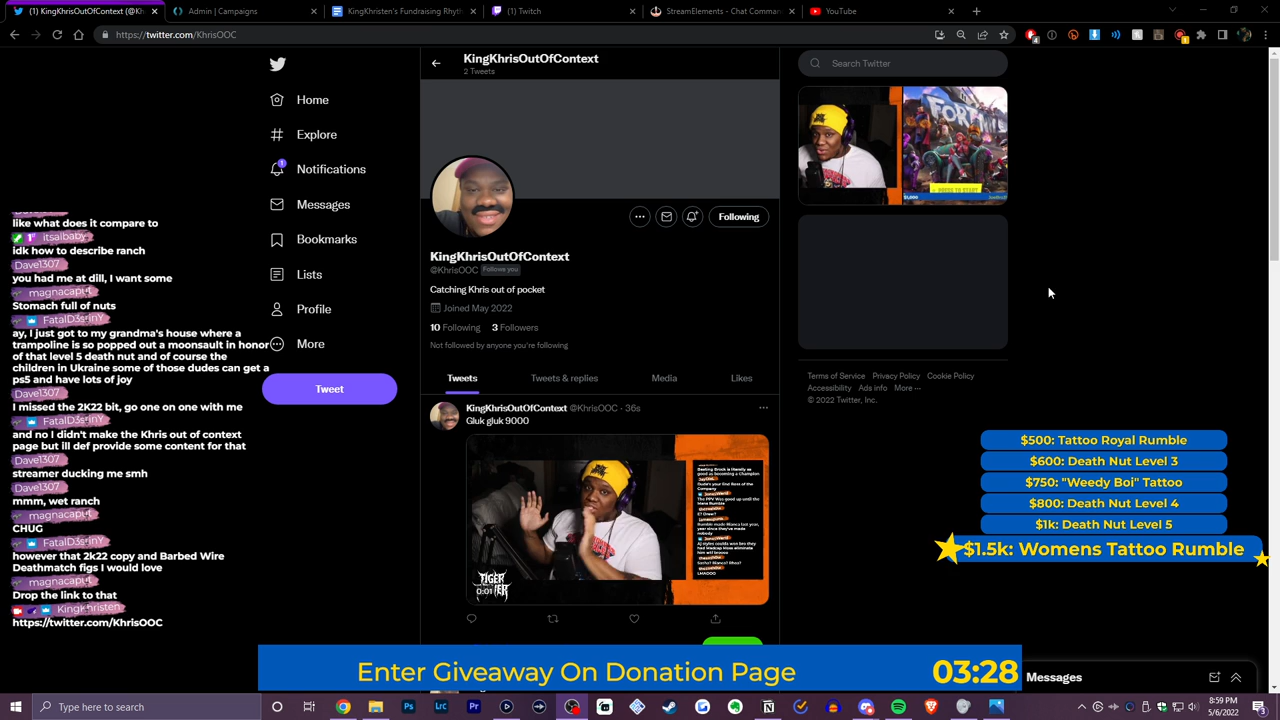 (1) KingKhristenOutOfContext (@Kh
Admin | Campaigns
KingKhristen's Fundraising Rhyth
(1) Twitch
StreamElements - Chat Comman
YouTube
https://twitter.com/KhrisOOC
KingKhrisOutOfContext
2 Tweets
Search Twitter
Home
Explore
Notifications
Messages
Bookmarks
Lists
Profile
More
Tweet
Following
KingKhrisOutOfContext
@KhrisOOC Follows you
Catching Khris out of pocket
Joined May 2022
10 Following 3 Followers
Not followed by anyone you're following
Tweets
Tweets & replies
Media
Likes
KingKhrisOutOfContext @KhrisOOC · 36s
Gluk gluk 9000
0:01
Terms of Service Privacy Policy Cookie Policy
Accessibility Ads info More ···
© 2022 Twitter, Inc.
like what does it compare to
itsalbaby
idk how to describe ranch
Dave1307
you had me at dill, I want some
magnacaput
Stomach full of nuts
FatalD3strinY
ay, I just got to my grandma's house where a
trampoline is so popped out a moonsault in honor
of that level 5 death nut and of course the
children in Ukraine some of those dudes can get a
ps5 and have lots of joy
Dave1307
I missed the 2K22 bit, go one on one with me
FatalD3strinY
and no I didn't make the Khris out of context
page but ill def provide some content for that
Dave1307
streamer ducking me smh
Dave1307
mmm, wet ranch
magnacaput
CHUG
FatalD3strinY
however that 2K22 copy and Barbed Wire
Deathmatch figs I would love
magnacaput
Drop the link to that
KingKhristen
https://twitter.com/KhrisOOC
$500: Tattoo Royal Rumble
$600: Death Nut Level 3
$750: "Weedy Boi" Tattoo
$800: Death Nut Level 4
$1k: Death Nut Level 5
$1.5k: Womens Tattoo Rumble
Enter Giveaway On Donation Page 03:28
Messages
Type here to search
8:59 PM
5/6/2022